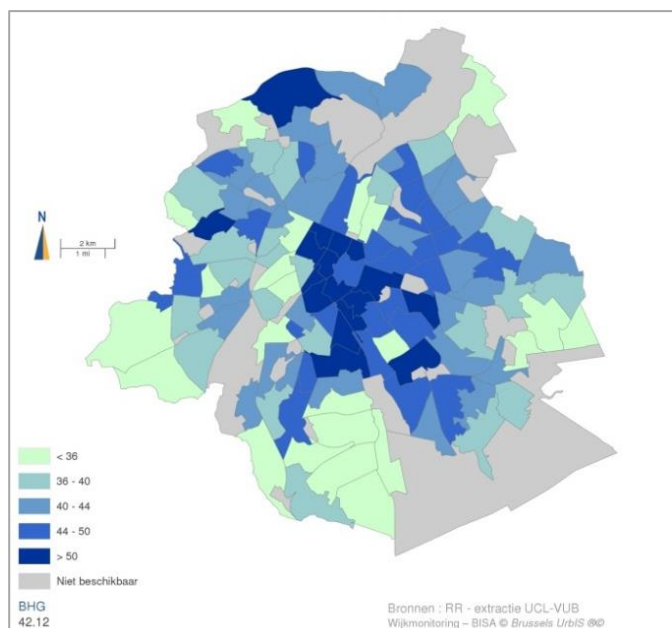 N
2 km
1 mi
< 36
36 - 40
40 - 44
44 - 50
> 50
Niet beschikbaar
BHG
42.12
Bronnen : RR - extractie UCL-VUB
Wijkmonitoring – BISA © Brussels UrbIS ®©